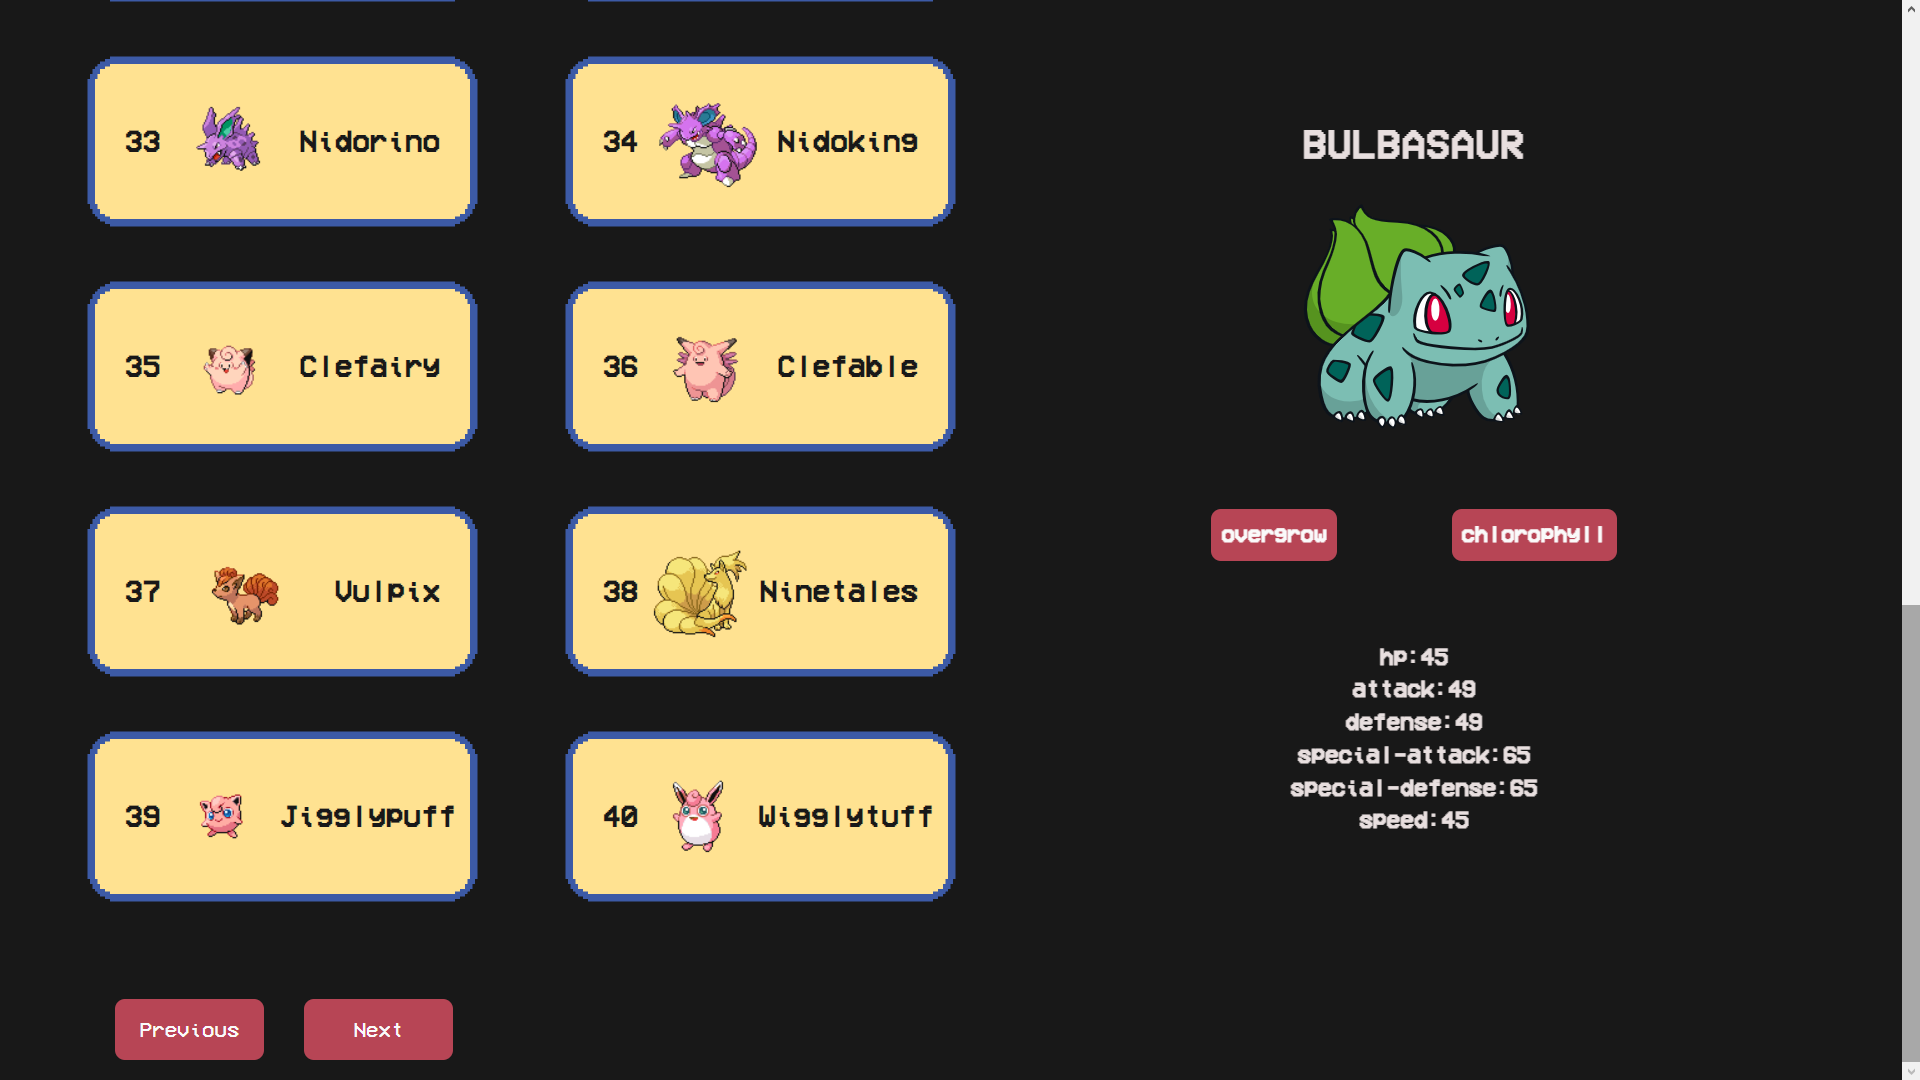 33 Nidorino
34 Nidoking
35 Clefairy
36 Clefable
37 Vulpix
38 Ninetales
39 Jigglypuff
40 Wigglytuff
Previous
Next
BULBASAUR
overgrow
chlorophyll
hp:45
attack:49
defense:49
special-attack:65
special-defense:65
speed:45